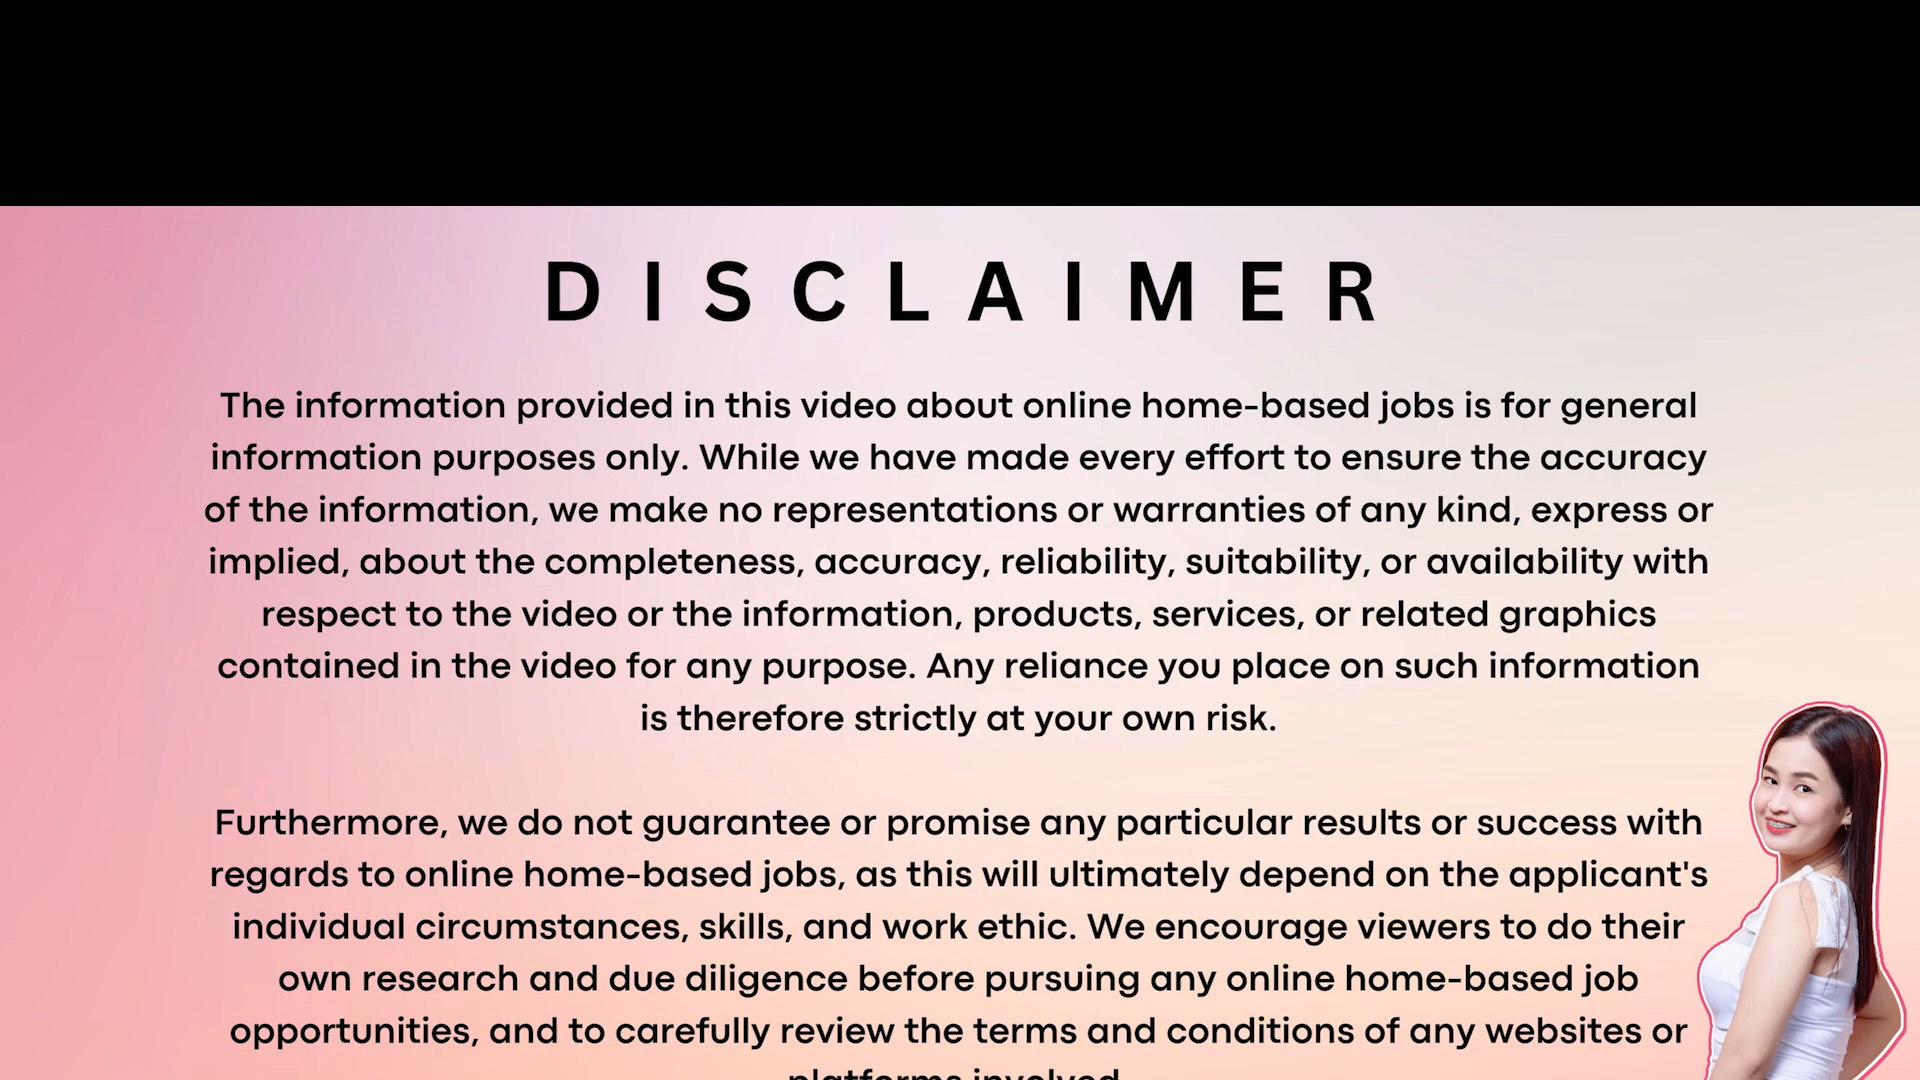 DISCLAIMER
The information provided in this video about online home-based jobs is for general
information purposes only. While we have made every effort to ensure the accuracy
of the information, we make no representations or warranties of any kind, express or
implied, about the completeness, accuracy, reliability, suitability, or availability with
respect to the video or the information, products, services, or related graphics
contained in the video for any purpose. Any reliance you place on such information
is therefore strictly at your own risk.
Furthermore, we do not guarantee or promise any particular results or success with
regards to online home-based jobs, as this will ultimately depend on the applicant's
individual circumstances, skills, and work ethic. We encourage viewers to do their
own research and due diligence before pursuing any online home-based job
opportunities, and to carefully review the terms and conditions of any websites or
platforms involved